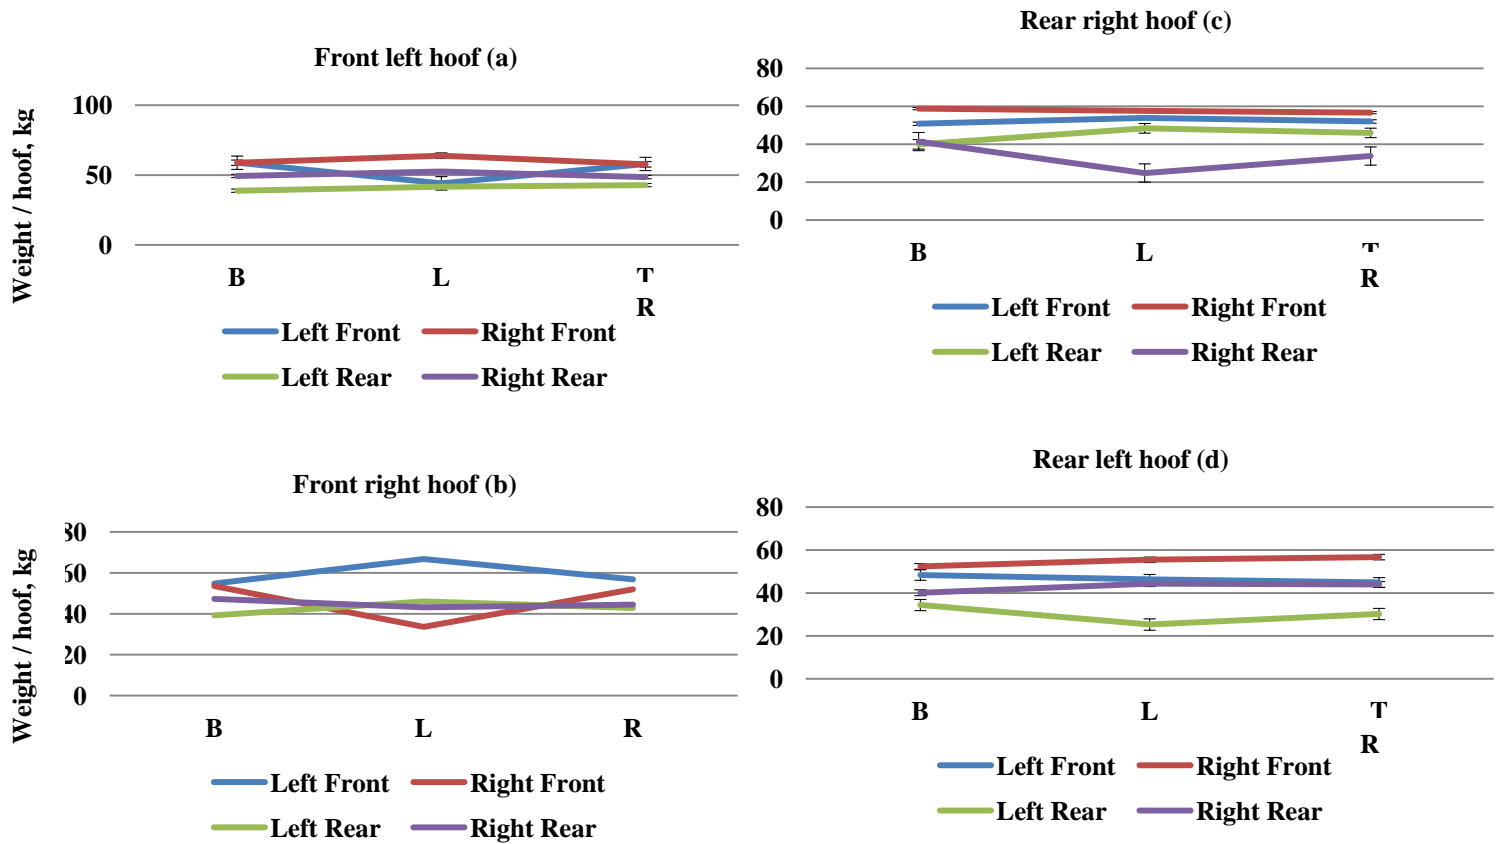 Front left hoof (a)
Weight / hoof, kg
100
50
0
B L T
R
Left Front Right Front
Left Rear Right Rear
Rear right hoof (c)
80
60
40
20
0
B L T
R
Left Front Right Front
Left Rear Right Rear
Front right hoof (b)
Weight / hoof, kg
80
60
40
20
0
B L R
Left Front Right Front
Left Rear Right Rear
Rear left hoof (d)
80
60
40
20
0
B L T
R
Left Front Right Front
Left Rear Right Rear